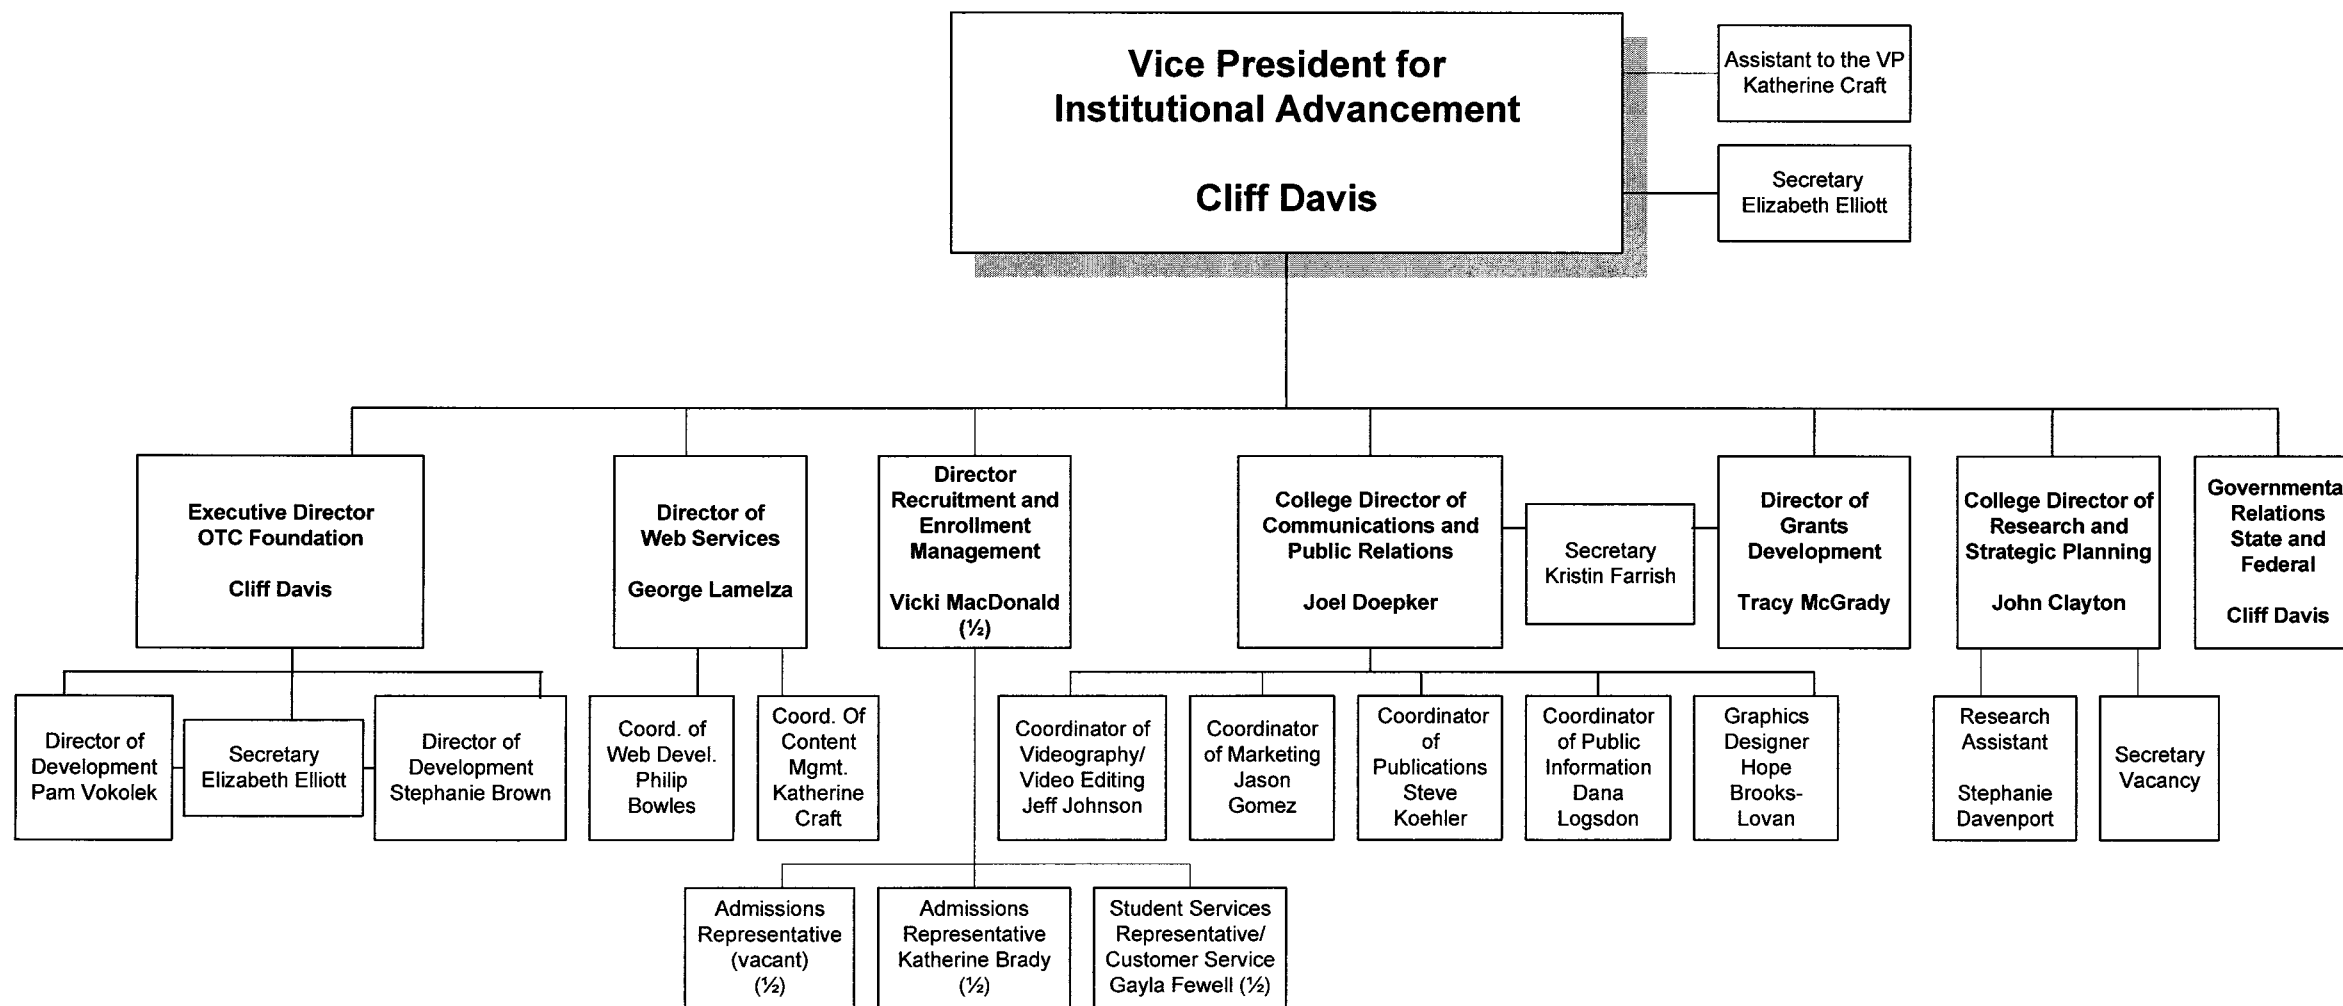 Vice President for
Institutional Advancement
Cliff Davis
Assistant to the VP
Katherine Craft
Secretary
Elizabeth Elliott
Executive Director
OTC Foundation
Cliff Davis
Director of
Web Services
George Lamelza
Director
Recruitment and
Enrollment
Management
Vicki MacDonald
(½)
College Director of
Communications and
Public Relations
Joel Doepker
Secretary
Kristin Farrish
Director of
Grants
Development
Tracy McGrady
College Director of
Research and
Strategic Planning
John Clayton
Governmenta
Relations
State and
Federal
Cliff Davis
Director of
Development
Pam Vokolek
Secretary
Elizabeth Elliott
Director of
Development
Stephanie Brown
Coord. of
Web Devel.
Philip
Bowles
Coord. Of
Content
Mgmt.
Katherine
Craft
Coordinator of
Videography/
Video Editing
Jeff Johnson
Coordinator
of Marketing
Jason
Gomez
Coordinator
of
Publications
Steve
Koehler
Coordinator
of Public
Information
Dana
Logsdon
Graphics
Designer
Hope
Brooks-
Lovan
Research
Assistant
Stephanie
Davenport
Secretary
Vacancy
Admissions
Representative
(vacant)
(½)
Admissions
Representative
Katherine Brady
(½)
Student Services
Representative/
Customer Service
Gayla Fewell (½)